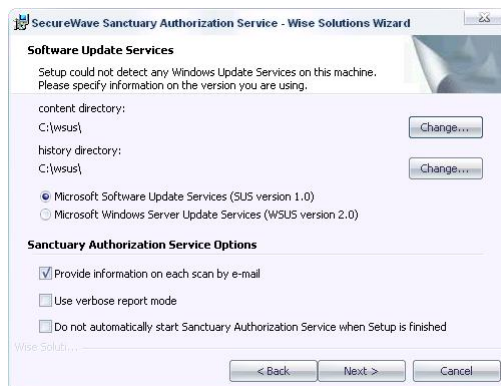 SecureWave Sanctuary Authorization Service - Wise Solutions Wizard
Software Update Services
Setup could not detect any Windows Update Services on this machine.
Please specify information on the version you are using.
content directory:
C:\wsus\
Change...
history directory:
C:\wsus\
Change...
Microsoft Software Update Services (SUS version 1.0)
Microsoft Windows Server Update Services (WSUS version 2.0)
Sanctuary Authorization Service Options
Provide information on each scan by e-mail
Use verbose report mode
Do not automatically start Sanctuary Authorization Service when Setup is finished
Wise Soluti...
< Back
Next >
Cancel